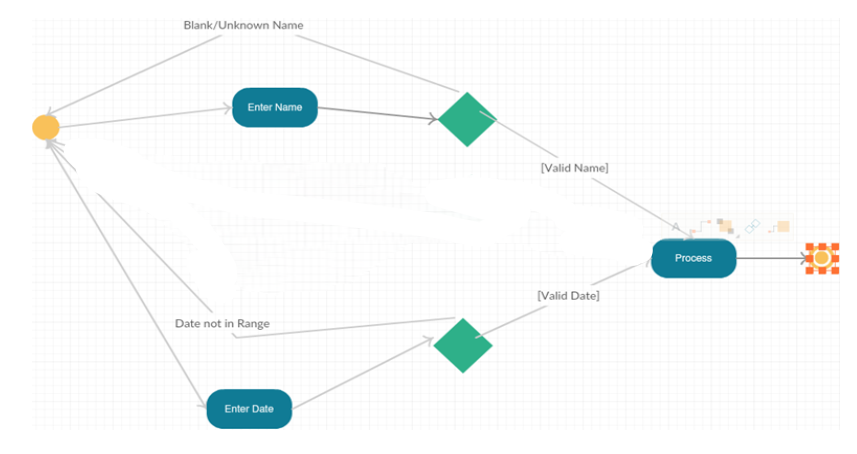 Blank/Unknown Name
Enter Name
[Valid Name]
A
Process
[Valid Date]
Date not in Range
Enter Date